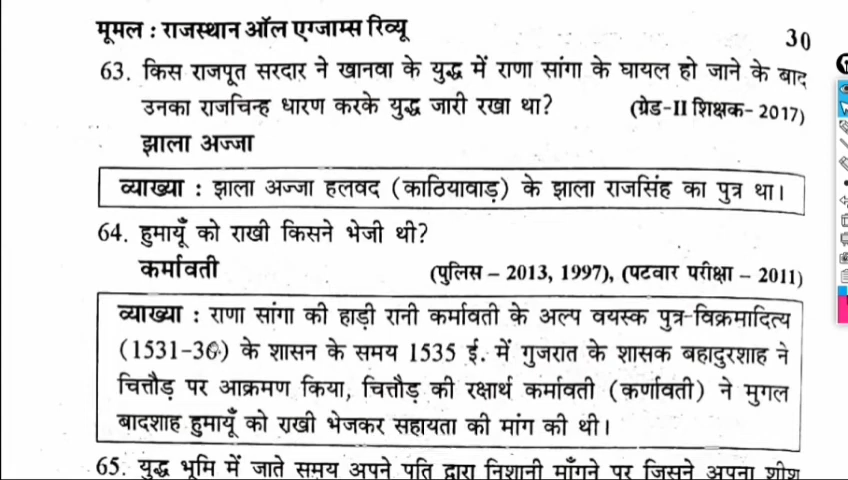 मूमल : राजस्थान ऑल एग्जाम्स रिव्यू
30
63. किस राजपूत सरदार ने खानवा के युद्ध में राणा सांगा के घायल हो जाने के बाद
उनका राजचिन्ह धारण करके युद्ध जारी रखा था? (ग्रेड-II शिक्षक- 2017)
झाला अज्जा
व्याख्या : झाला अज्जा हलवद (काठियावाड़) के झाला राजसिंह का पुत्र था।
64. हुमायूँ को राखी किसने भेजी थी?
कर्मावती (पुलिस – 2013, 1997), (पटवार परीक्षा – 2011)
व्याख्या : राणा सांगा की हाड़ी रानी कर्मावती के अल्प वयस्क पुत्र-विक्रमादित्य
(1531-36) के शासन के समय 1535 ई. में गुजरात के शासक बहादुरशाह ने
चित्तौड़ पर आक्रमण किया, चित्तौड़ की रक्षार्थ कर्मावती (कर्णावती) ने मुगल
बादशाह हुमायूँ को राखी भेजकर सहायता की मांग की थी।
65. युद्ध भूमि में जाते समय अपने पति द्वारा निशानी माँगने पर जिसने अपना शीश